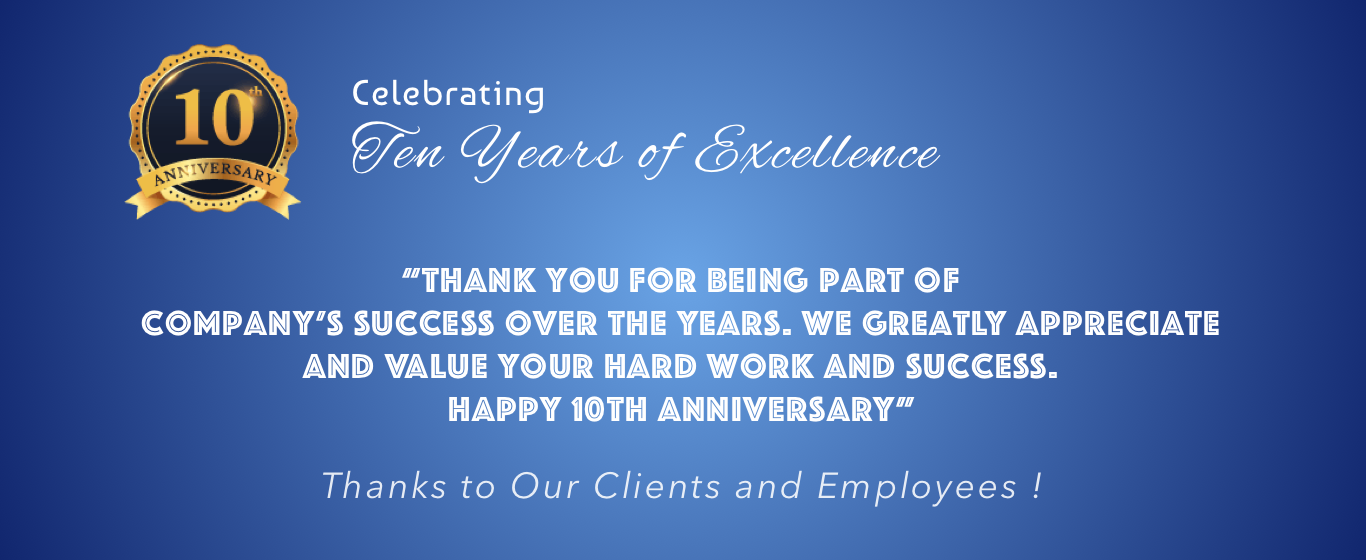 10th
ANNIVERSARY
Celebrating
Ten Years of Excellence
"THANK YOU FOR BEING PART OF
COMPANY'S SUCCESS OVER THE YEARS. WE GREATLY APPRECIATE
AND VALUE YOUR HARD WORK AND SUCCESS.
HAPPY 10TH ANNIVERSARY"
Thanks to Our Clients and Employees !